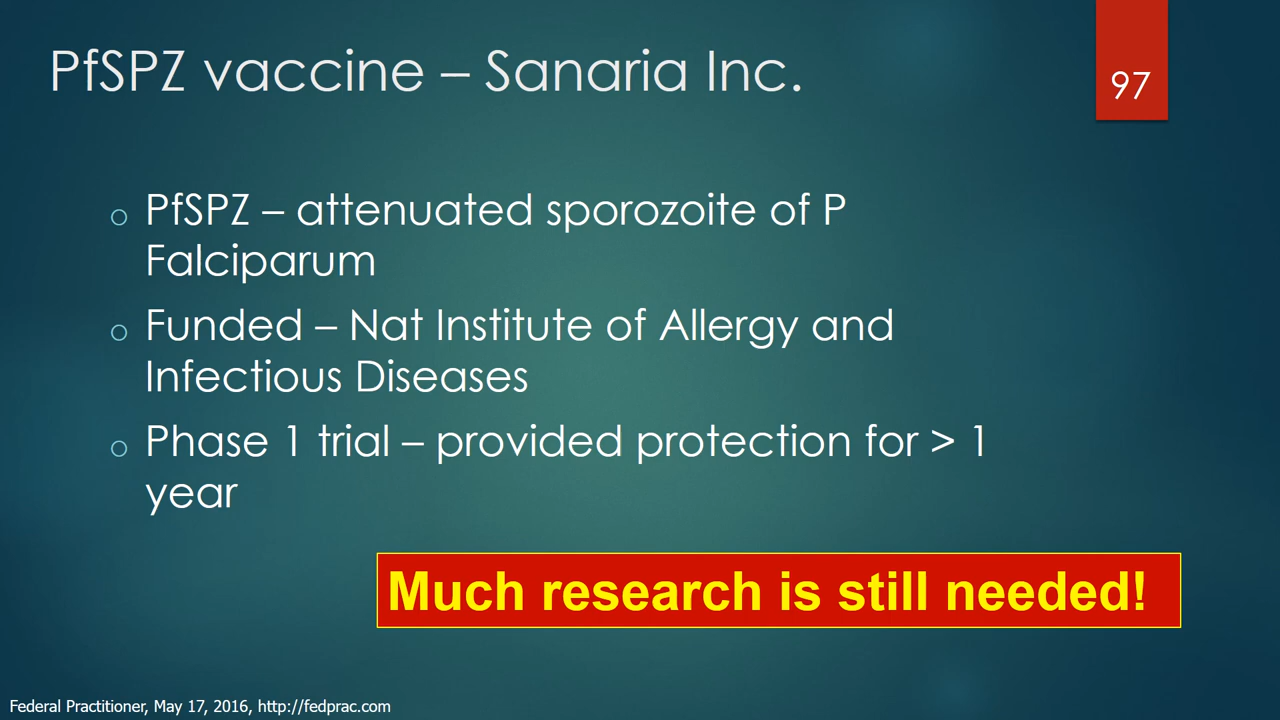 PfSPZ vaccine – Sanaria Inc.
97
o PfSPZ – attenuated sporozoite of P
Falciparum
o Funded – Nat Institute of Allergy and
Infectious Diseases
o Phase 1 trial – provided protection for > 1
year
Much research is still needed!
Federal Practitioner, May 17, 2016, http://fedprac.com